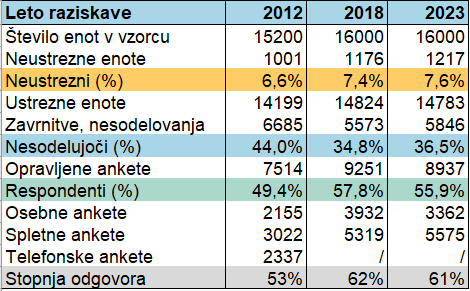 Leto raziskave 2012 2018 2023
Število enot v vzorcu 15200 16000 16000
Neustrezne enote 1001 1176 1217
Neustrezni (%) 6,6% 7,4% 7,6%
Ustrezne enote 14199 14824 14783
Zavrnitve, nesodelovanja 6685 5573 5846
Nesodelujoči (%) 44,0% 34,8% 36,5%
Opravljene ankete 7514 9251 8937
Respondenti (%) 49,4% 57,8% 55,9%
Osebne ankete 2155 3932 3362
Spletne ankete 3022 5319 5575
Telefonske ankete 2337 / /
Stopnja odgovora 53% 62% 61%